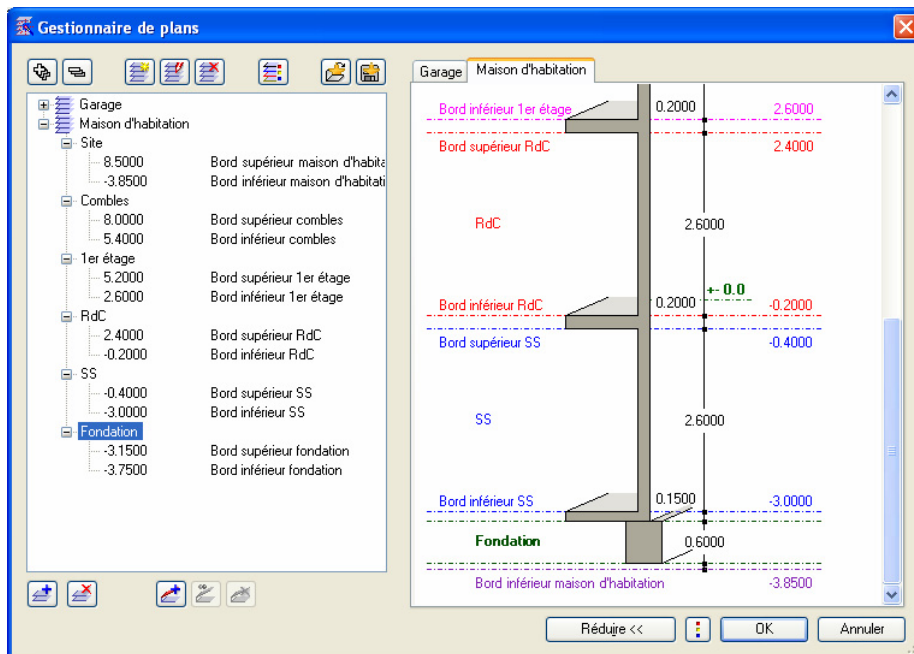 Gestionnaire de plans
Garage
Maison d'habitation
Site
8.5000 Bord supérieur maison d'habita
-3.8500 Bord inférieur maison d'habitati
Combles
8.0000 Bord supérieur combles
5.4000 Bord inférieur combles
1er étage
5.2000 Bord supérieur 1er étage
2.6000 Bord inférieur 1er étage
RdC
2.4000 Bord supérieur RdC
-0.2000 Bord inférieur RdC
SS
-0.4000 Bord supérieur SS
-3.0000 Bord inférieur SS
Fondation
-3.1500 Bord supérieur fondation
-3.7500 Bord inférieur fondation
Garage Maison d'habitation
Bord inférieur 1er étage 0.2000 2.6000
Bord supérieur RdC 2.4000
RdC 2.6000
+- 0.0
Bord inférieur RdC 0.2000 -0.2000
Bord supérieur SS -0.4000
SS 2.6000
Bord inférieur SS 0.1500 -3.0000
Fondation 0.6000
Bord inférieur maison d'habitation -3.8500
Réduire << OK Annuler